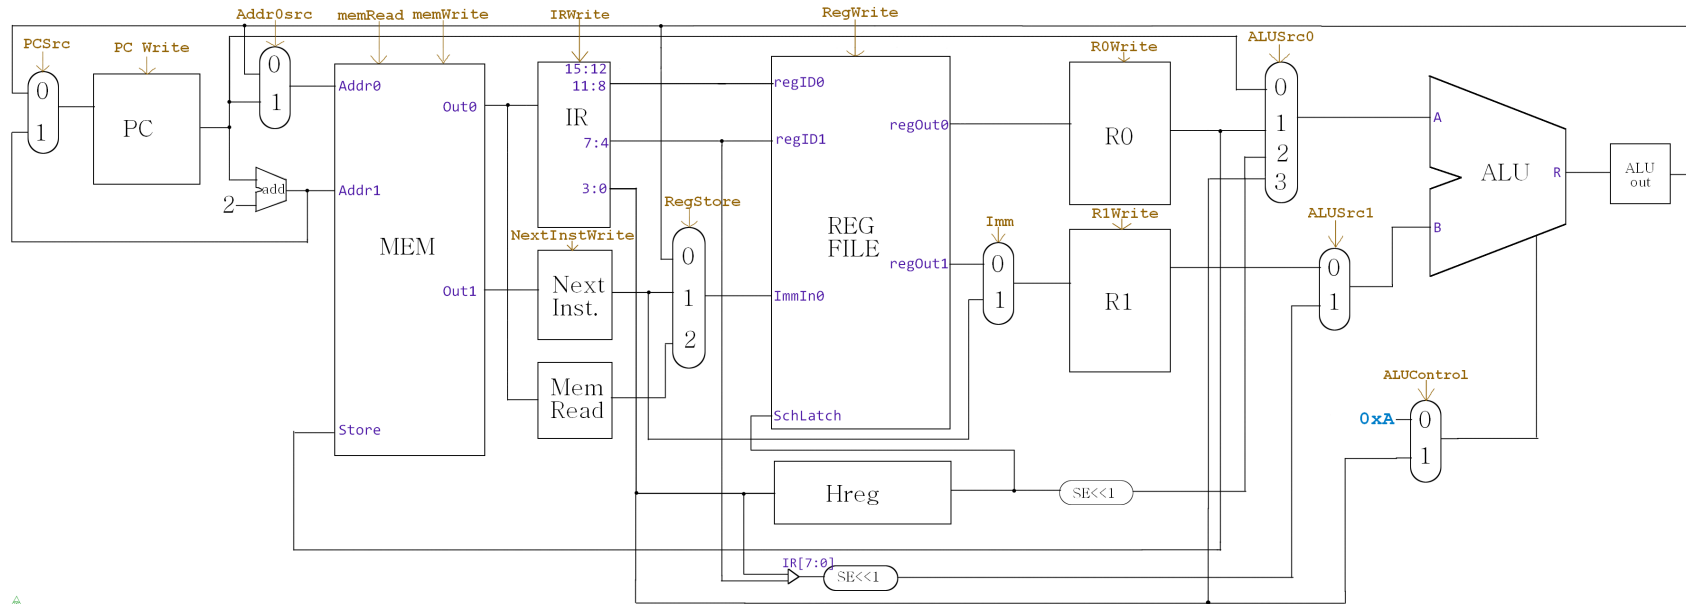 Addr0src
memRead
memWrite
IRWrite
RegWrite
PCSrc
PC Write
R0Write
ALUSrc0
0
1
PC
0
1
Addr0
Out0
15:12
11:8
IR
7:4
3:0
regID0
regID1
regOut0
R0
0
1
2
3
A
ALU
R
B
ALU
out
add
2
Addr1
MEM
Out1
Store
NextInstWrite
Next
Inst.
RegStore
0
1
2
REG
FILE
regOut1
ImmIn0
SchLatch
Imm
0
1
R1Write
R1
ALUSrc1
0
1
Mem
Read
ALUControl
0xA
0
1
Hreg
SE<<1
IR[7:0]
SE<<1